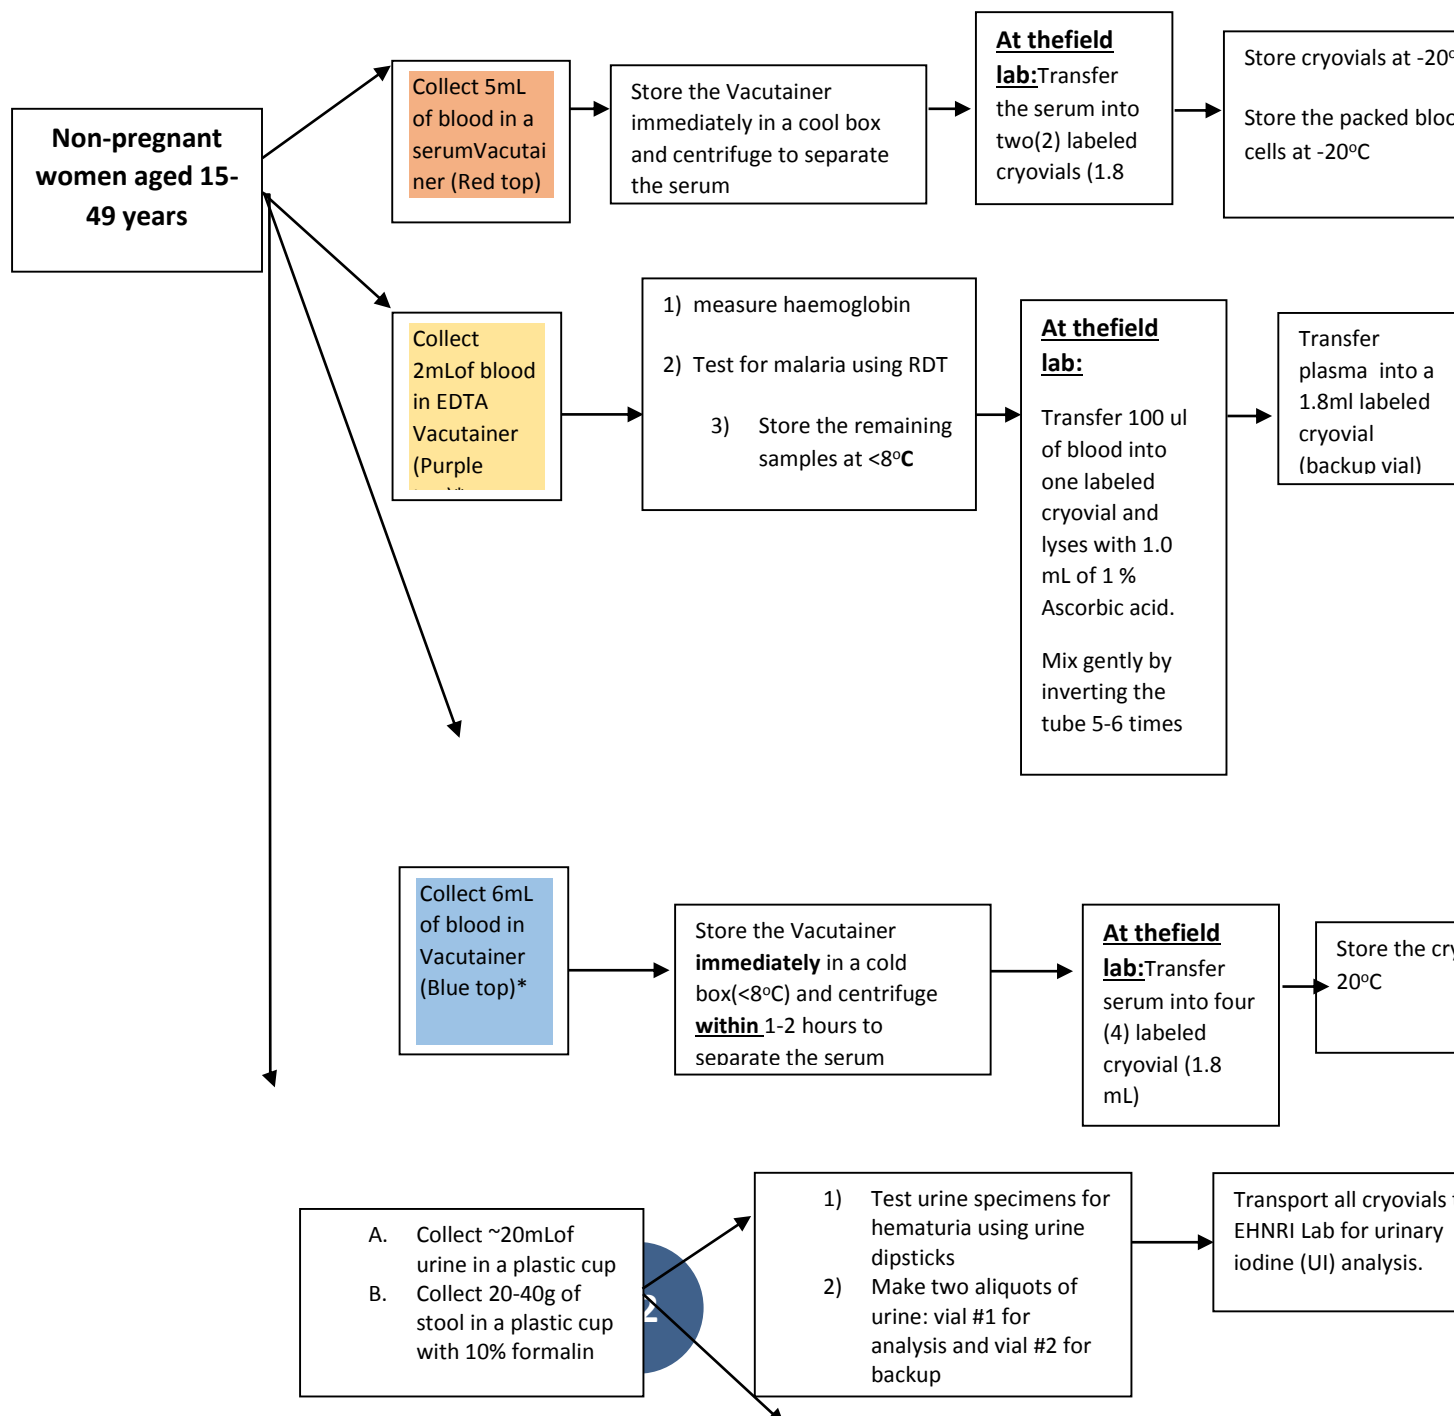 Non-pregnant
women aged 15-
49 years
Collect 5mL
of blood in a
serumVacutai
ner (Red top)
Store the Vacutainer
immediately in a cool box
and centrifuge to separate
the serum
At thefield
lab:Transfer
the serum into
two(2) labeled
cryovials (1.8
Store cryovials at -20º
Store the packed bloo
cells at -20ºC
Collect
2mLof blood
in EDTA
Vacutainer
(Purple
1) measure haemoglobin
2) Test for malaria using RDT
3) Store the remaining
samples at <8ºC
At thefield
lab:
Transfer 100 ul
of blood into
one labeled
cryovial and
lyses with 1.0
mL of 1 %
Ascorbic acid.
Mix gently by
inverting the
tube 5-6 times
Transfer
plasma into a
1.8ml labeled
cryovial
(backup vial)
Collect 6mL
of blood in
Vacutainer
(Blue top)*
Store the Vacutainer
immediately in a cold
box(<8ºC) and centrifuge
within 1-2 hours to
separate the serum
At thefield
lab:Transfer
serum into four
(4) labeled
cryovial (1.8
mL)
Store the cry
20ºC
A. Collect ~20mLof
urine in a plastic cup
B. Collect 20-40g of
stool in a plastic cup
with 10% formalin
2
1) Test urine specimens for
hematuria using urine
dipsticks
2) Make two aliquots of
urine: vial #1 for
analysis and vial #2 for
backup
Transport all cryovials
EHNRI Lab for urinary
iodine (UI) analysis.